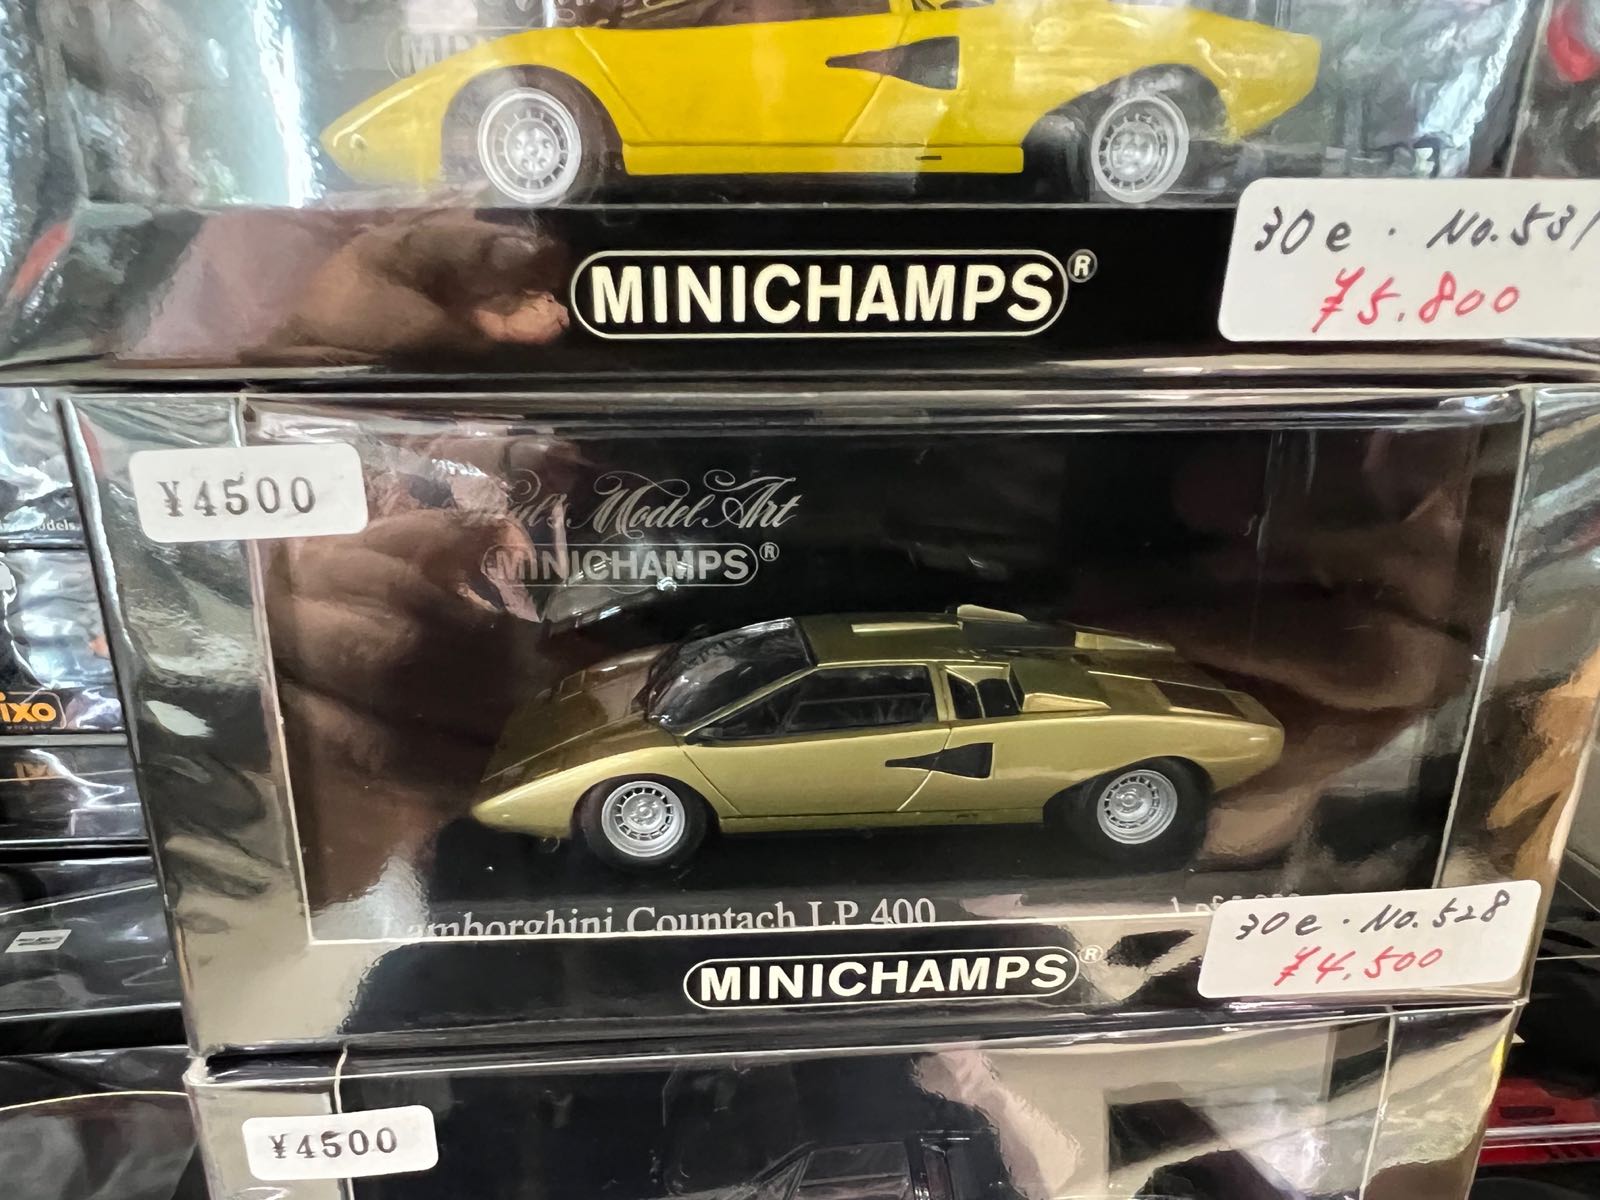 30e · No.531
¥5.800
MINICHAMPS®
¥4500
Model Art
MINICHAMPS®
Lamborghini Countach LP 400
30e · No.528
¥4.500
MINICHAMPS®
odels
ixo
¥4500